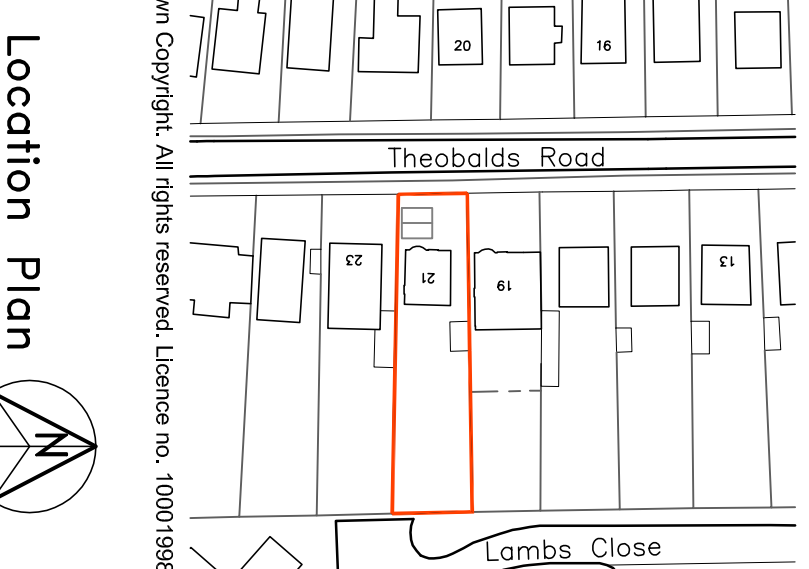 Location Plan
N
wn Copyright. All rights reserved. Licence no. 10001998
20
16
Theobalds Road
23
21
19
13
Lambs Close